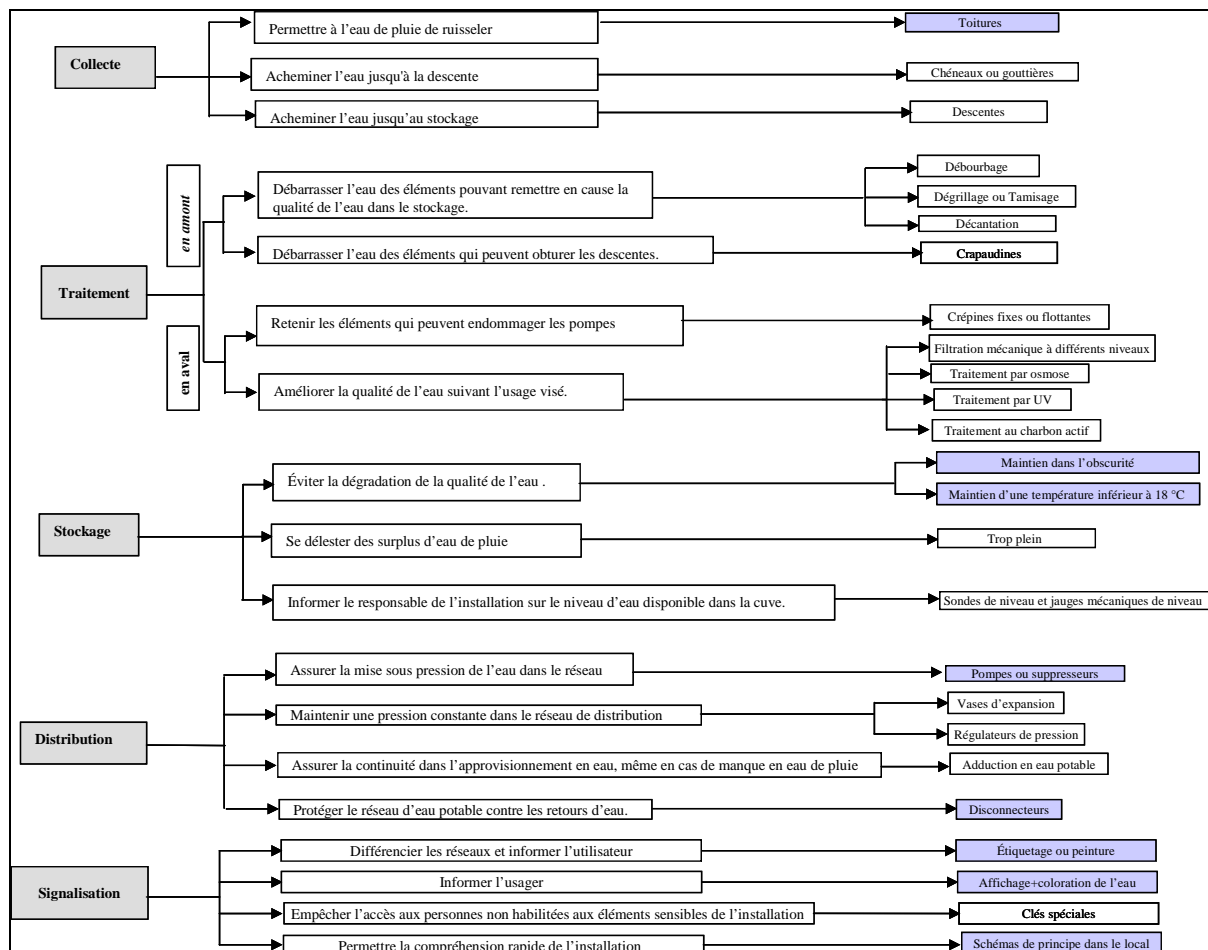 Collecte
Permettre à l'eau de pluie de ruisseler
Toitures
Acheminer l'eau jusqu'à la descente
Chéneaux ou gouttières
Acheminer l'eau jusqu'au stockage
Descentes
Traitement
en amont
Débarrasser l'eau des éléments pouvant remettre en cause la
qualité de l'eau dans le stockage.
Débourbage
Dégrillage ou Tamisage
Décantation
Débarrasser l'eau des éléments qui peuvent obturer les descentes.
Crapaudines
en aval
Retenir les éléments qui peuvent endommager les pompes
Crépines fixes ou flottantes
Améliorer la qualité de l'eau suivant l'usage visé.
Filtration mécanique à différents niveaux
Traitement par osmose
Traitement par UV
Traitement au charbon actif
Stockage
Éviter la dégradation de la qualité de l'eau .
Maintien dans l'obscurité
Maintien d'une température inférieur à 18 °C
Se délester des surplus d'eau de pluie
Trop plein
Informer le responsable de l'installation sur le niveau d'eau disponible dans la cuve.
Sondes de niveau et jauges mécaniques de niveau
Distribution
Assurer la mise sous pression de l'eau dans le réseau
Pompes ou suppresseurs
Maintenir une pression constante dans le réseau de distribution
Vases d'expansion
Régulateurs de pression
Assurer la continuité dans l'approvisionnement en eau, même en cas de manque en eau de pluie
Adduction en eau potable
Protéger le réseau d'eau potable contre les retours d'eau.
Disconnecteurs
Signalisation
Différencier les réseaux et informer l'utilisateur
Étiquetage ou peinture
Informer l'usager
Affichage+coloration de l'eau
Empêcher l'accès aux personnes non habilitées aux éléments sensibles de l'installation
Clés spéciales
Permettre la compréhension rapide de l'installation
Schémas de principe dans le local